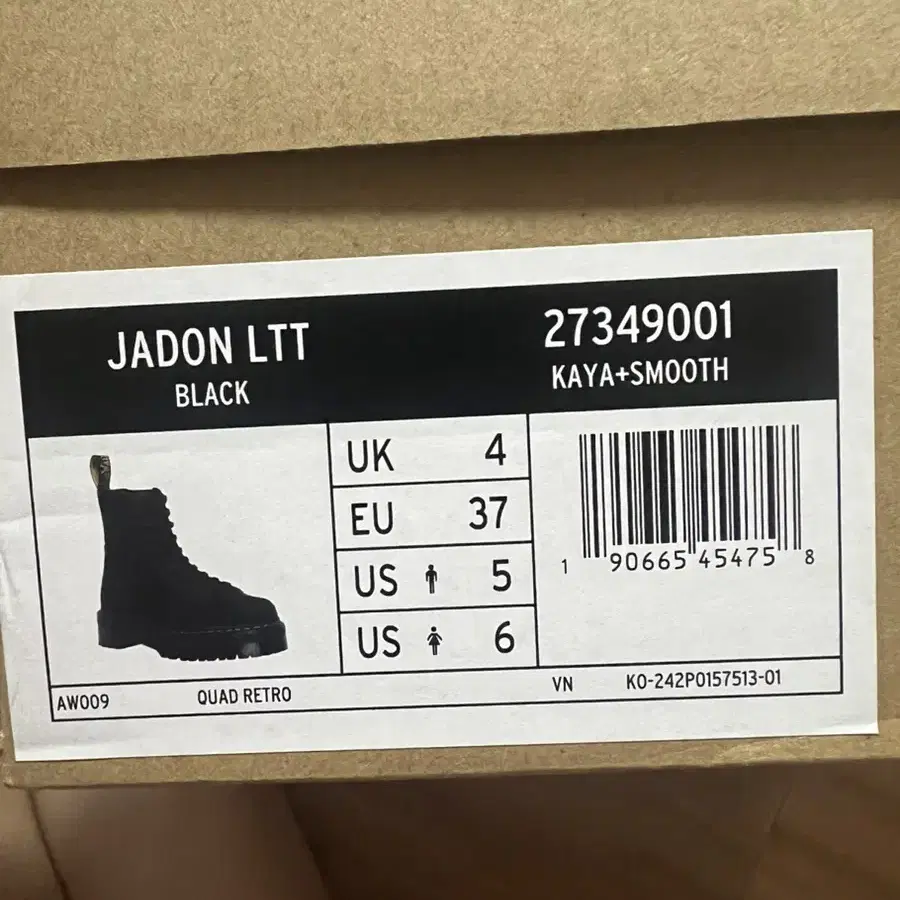 JADON LTT
BLACK
27349001
KAYA+SMOOTH
UK 4
EU 37
US 5
US 6
1 90665 45475 8
AW009 QUAD RETRO VN KO-242P0157513-01